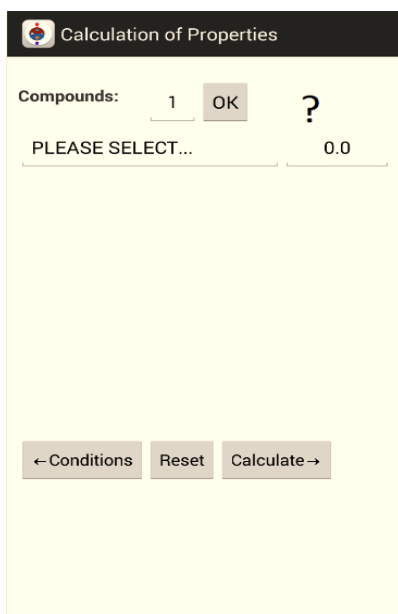 Calculation of Properties
Compounds: 1 OK ?
PLEASE SELECT... 0.0
←Conditions Reset Calculate→